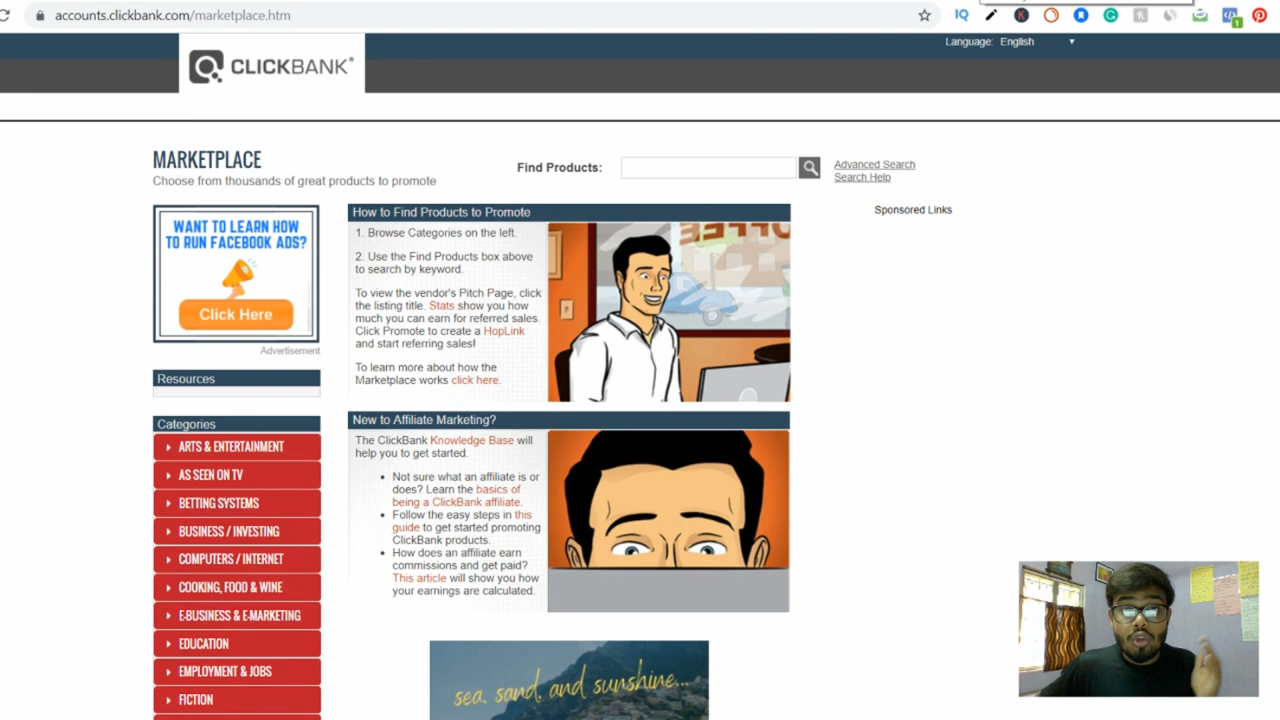 accounts.clickbank.com/marketplace.htm
IQ
1
Language: English
CLICKBANK
MARKETPLACE
Choose from thousands of great products to promote
Find Products:
Advanced Search
Search Help
WANT TO LEARN HOW
TO RUN FACEBOOK ADS?
Click Here
Advertisement
Resources
Categories
ARTS & ENTERTAINMENT
AS SEEN ON TV
BETTING SYSTEMS
BUSINESS / INVESTING
COMPUTERS / INTERNET
COOKING, FOOD & WINE
E-BUSINESS & E-MARKETING
EDUCATION
EMPLOYMENT & JOBS
FICTION
How to Find Products to Promote
1. Browse Categories on the left.
2. Use the Find Products box above
to search by keyword.
To view the vendor's Pitch Page, click
the listing title. Stats show you how
much you can earn for referred sales.
Click Promote to create a HopLink
and start referring sales!
To learn more about how the
Marketplace works click here.
New to Affiliate Marketing?
The ClickBank Knowledge Base will
help you to get started.
• Not sure what an affiliate is or
does? Learn the basics of
being a ClickBank affiliate.
• Follow the easy steps in this
guide to get started promoting
ClickBank products.
• How does an affiliate earn
commissions and get paid?
This article will show you how
your earnings are calculated.
sea, sand, and sunshine...
Sponsored Links